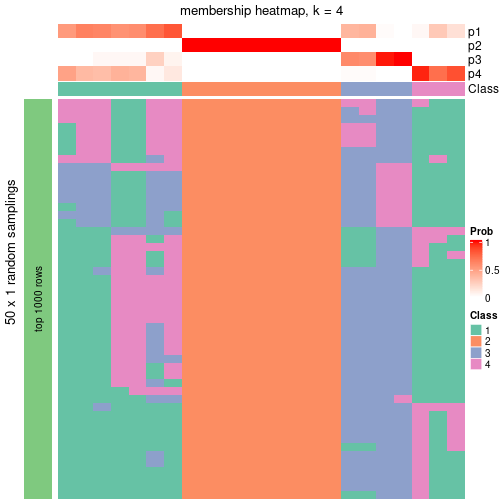 membership heatmap, k = 4
p1
p2
p3
p4
Class
50 x 1 random samplings
top 1000 rows
Prob
1
0.5
0
Class
1
2
3
4